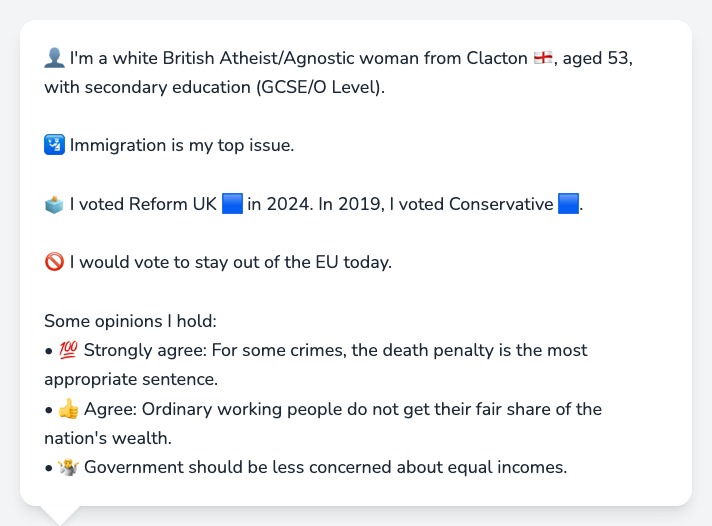 👤 I'm a white British Atheist/Agnostic woman from Clacton 🏴󠁧󠁢󠁥󠁮󠁧󠁿, aged 53,
with secondary education (GCSE/O Level).
🛂 Immigration is my top issue.
🗳️ I voted Reform UK 🟦 in 2024. In 2019, I voted Conservative 🟦.
🚫 I would vote to stay out of the EU today.
Some opinions I hold:
• 💯 Strongly agree: For some crimes, the death penalty is the most
appropriate sentence.
• 👍 Agree: Ordinary working people do not get their fair share of the
nation's wealth.
• 🤷 Government should be less concerned about equal incomes.